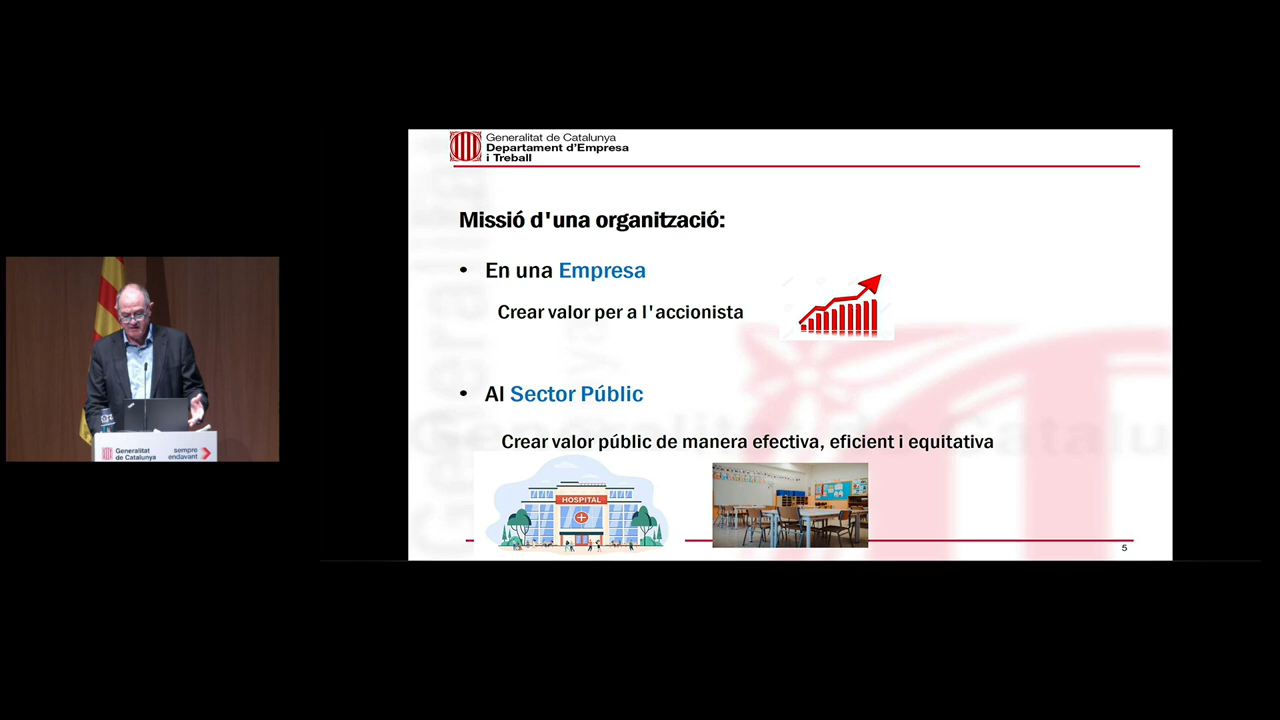 Generalitat de Catalunya
Departament d'Empresa
i Treball
Missió d'una organització:
• En una Empresa
Crear valor per a l'accionista
• Al Sector Públic
Crear valor públic de manera efectiva, eficient i equitativa
HOSPITAL
5
Generalitat
de Catalunya
sempre
endavant